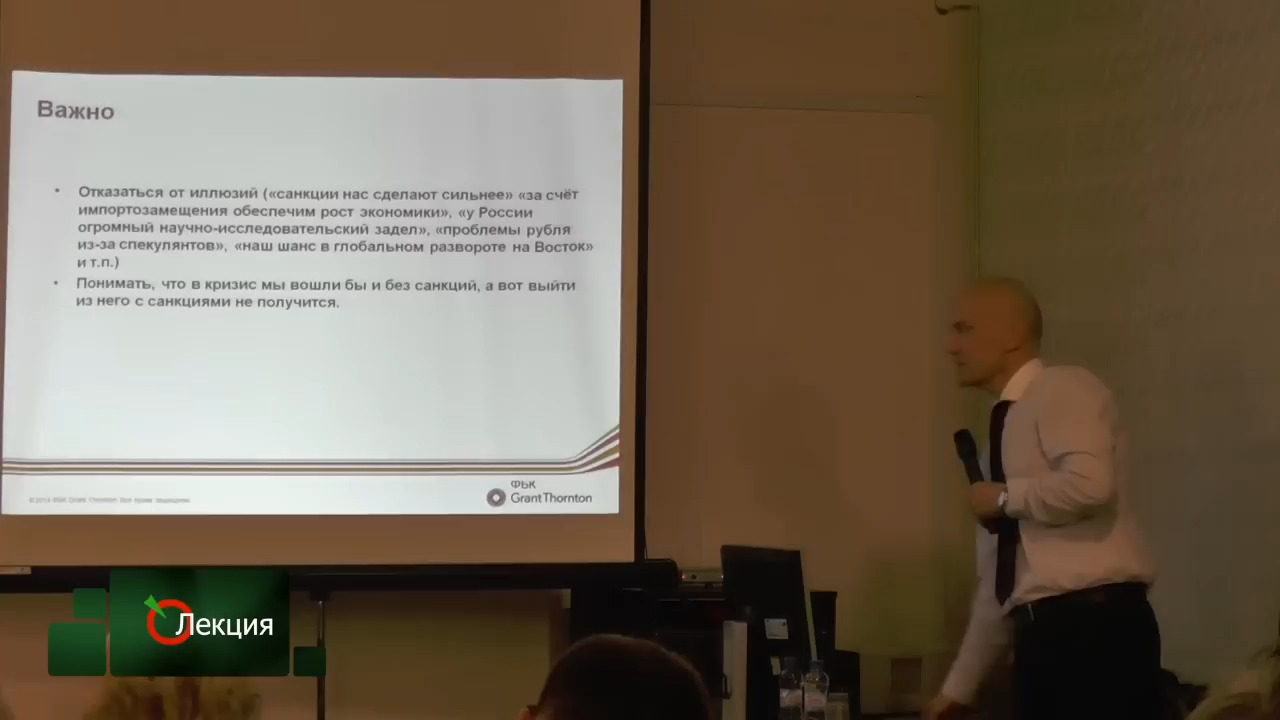 Важно
• Отказаться от иллюзий («санкции нас сделают сильнее» «за счёт
импортозамещения обеспечим рост экономики», «у России
огромный научно-исследовательский задел», «проблемы рубля
из-за спекулянтов», «наш шанс в глобальном развороте на Восток»
и т.п.)
• Понимать, что в кризис мы вошли бы и без санкций, а вот выйти
из него с санкциями не получится.
ФБК
Grant Thornton
Лекция